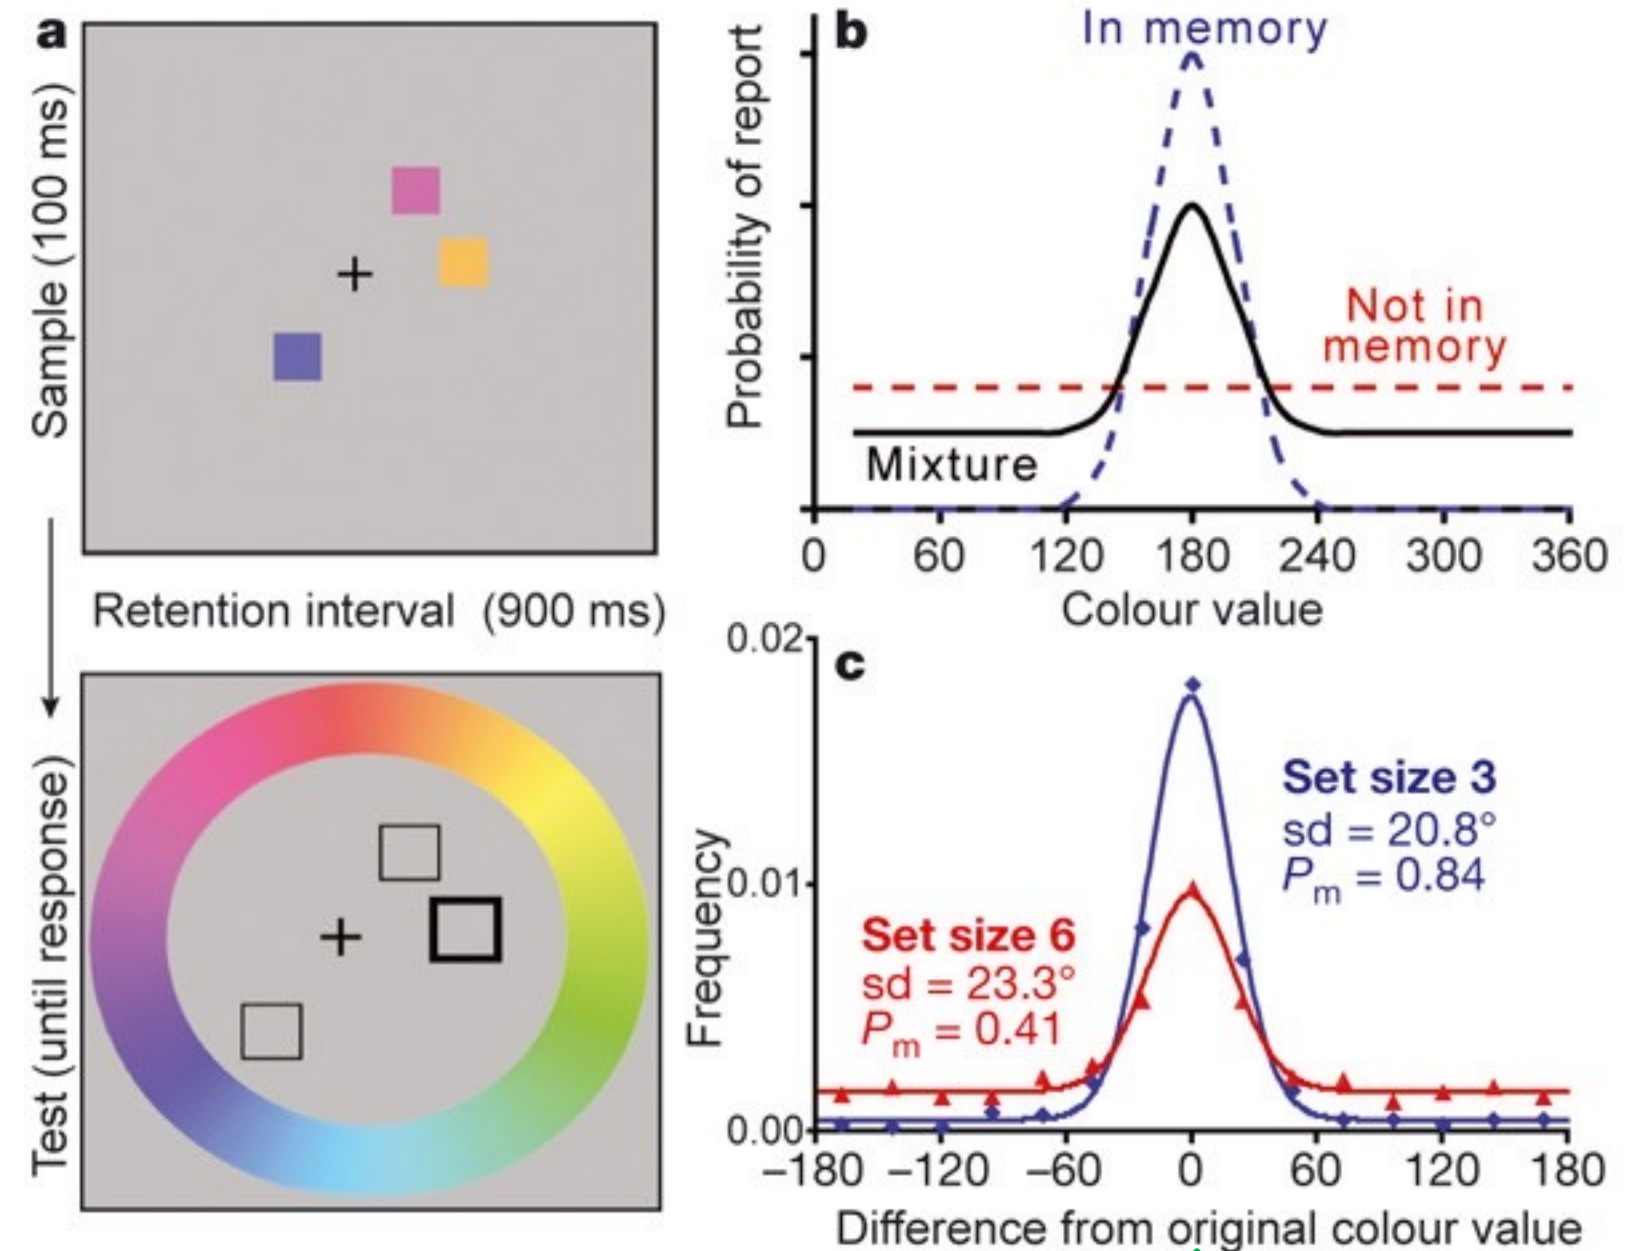 a
Sample (100 ms)
Retention interval (900 ms)
Test (until response)
b
In memory
Probability of report
Not in
memory
Mixture
0 60 120 180 240 300 360
Colour value
c
0.02
0.01
0.00
Frequency
Set size 3
sd = 20.8°
Pm = 0.84
Set size 6
sd = 23.3°
Pm = 0.41
−180 −120 −60 0 60 120 180
Difference from original colour value